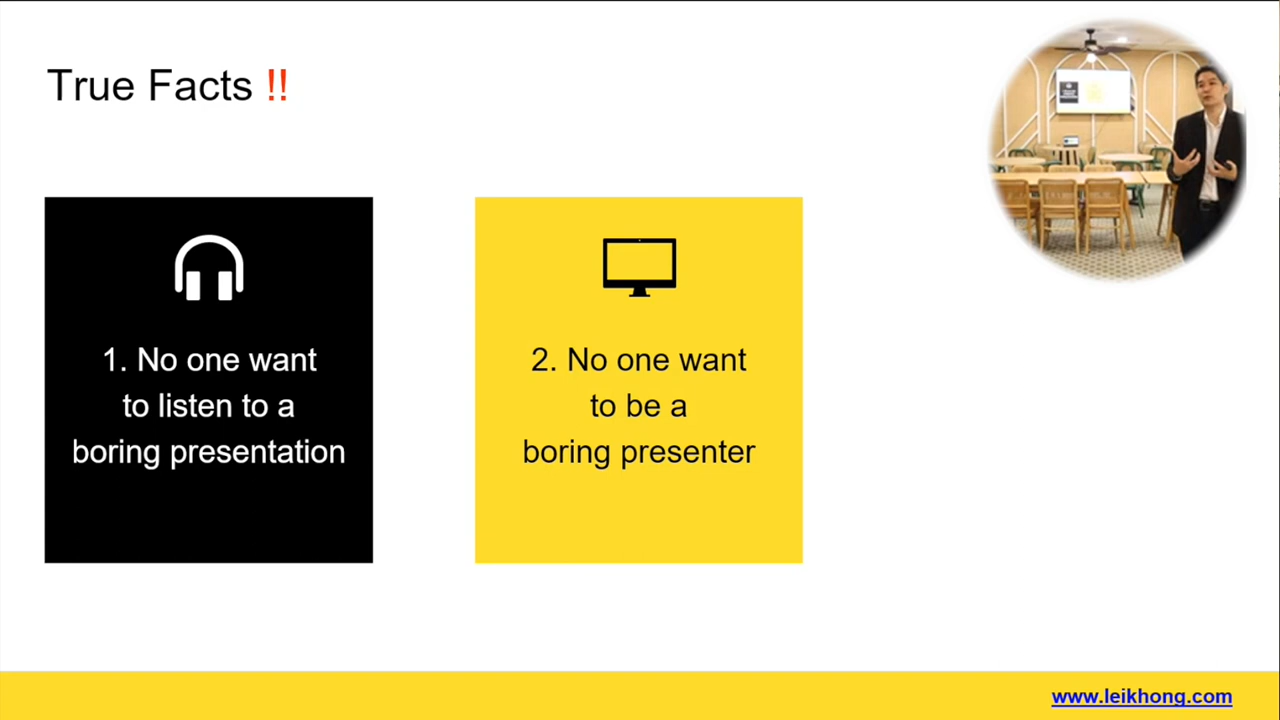 True Facts !!
1. No one want
to listen to a
boring presentation
2. No one want
to be a
boring presenter
www.leikhong.com